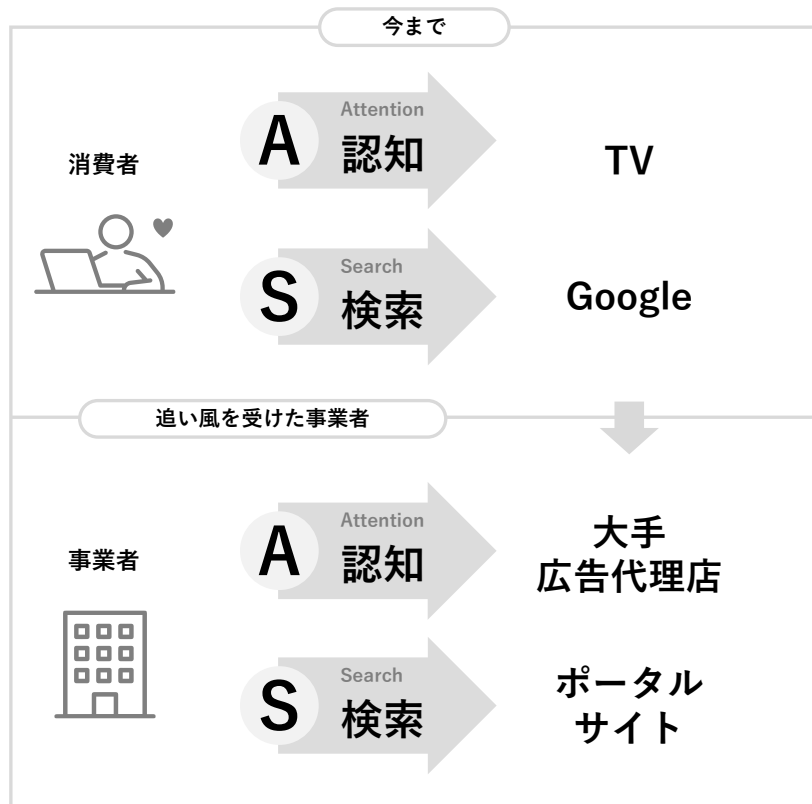 今まで
消費者
A
Attention
認知
TV
S
Search
検索
Google
追い風を受けた事業者
事業者
A
Attention
認知
大手
広告代理店
S
Search
検索
ポータル
サイト